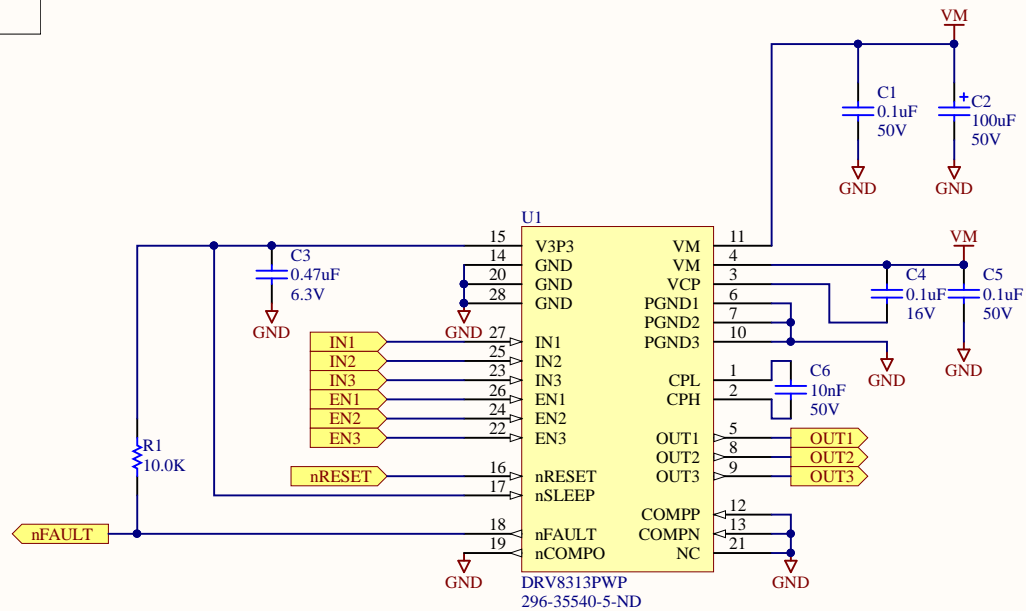 VM
C1
0.1uF
50V
C2
100uF
50V
+
GND
GND
U1
15
V3P3
14
GND
20
GND
28
GND
27
IN1
25
IN2
23
IN3
26
EN1
24
EN2
22
EN3
16
nRESET
17
nSLEEP
18
nFAULT
19
nCOMPO
VM
11
VM
4
VCP
3
PGND1
6
PGND2
7
PGND3
10
CPL
1
CPH
2
OUT1
5
OUT2
8
OUT3
9
COMPP
12
COMPN
13
NC
21
DRV8313PWP
296-35540-5-ND
C3
0.47uF
6.3V
GND
GND
IN1
IN2
IN3
EN1
EN2
EN3
nRESET
R1
10.0K
nFAULT
GND
VM
C4
0.1uF
16V
C5
0.1uF
50V
GND
GND
C6
10nF
50V
OUT1
OUT2
OUT3
GND